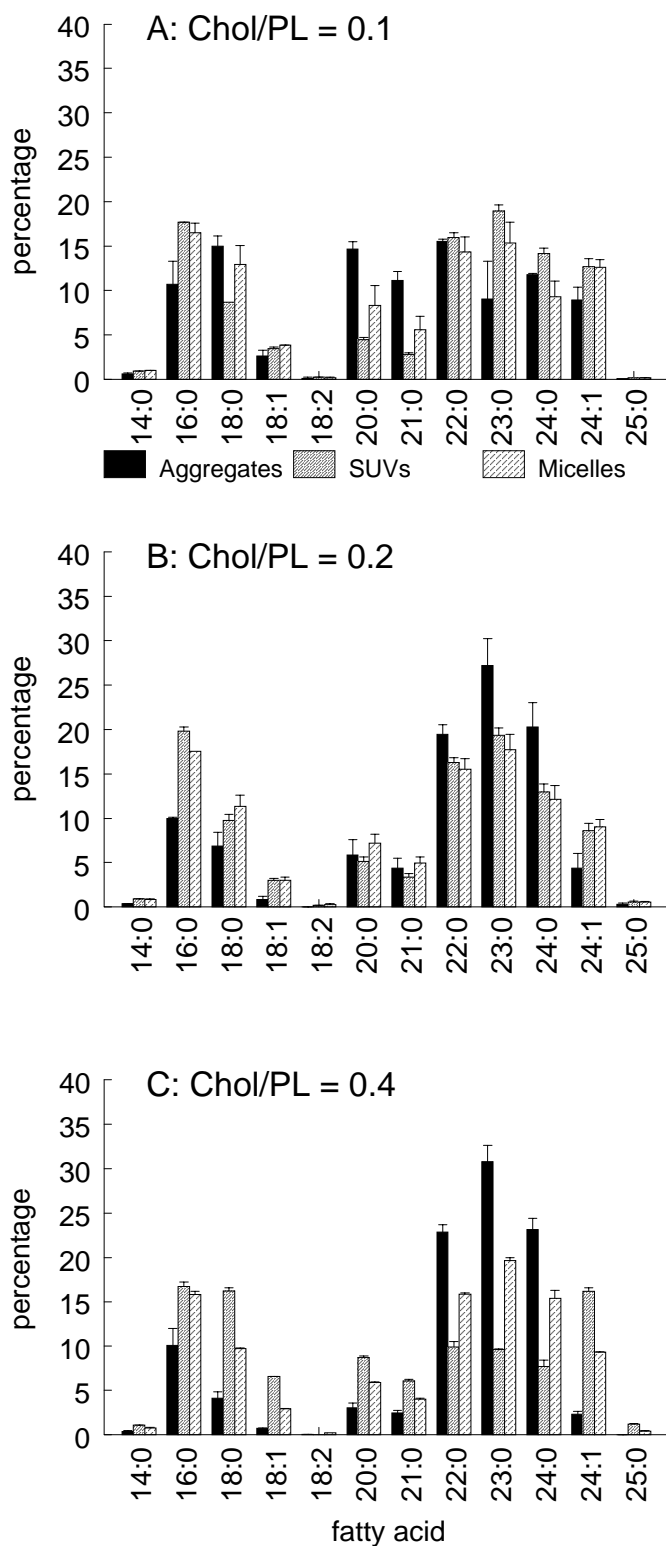 A: Chol/PL = 0.1
40
35
30
25
20
15
10
5
0
percentage
14:0 16:0 18:0 18:1 18:2 20:0 21:0 22:0 23:0 24:0 24:1 25:0
Aggregates SUVs Micelles
B: Chol/PL = 0.2
40
35
30
25
20
15
10
5
0
percentage
14:0 16:0 18:0 18:1 18:2 20:0 21:0 22:0 23:0 24:0 24:1 25:0
C: Chol/PL = 0.4
40
35
30
25
20
15
10
5
0
percentage
14:0 16:0 18:0 18:1 18:2 20:0 21:0 22:0 23:0 24:0 24:1 25:0
fatty acid